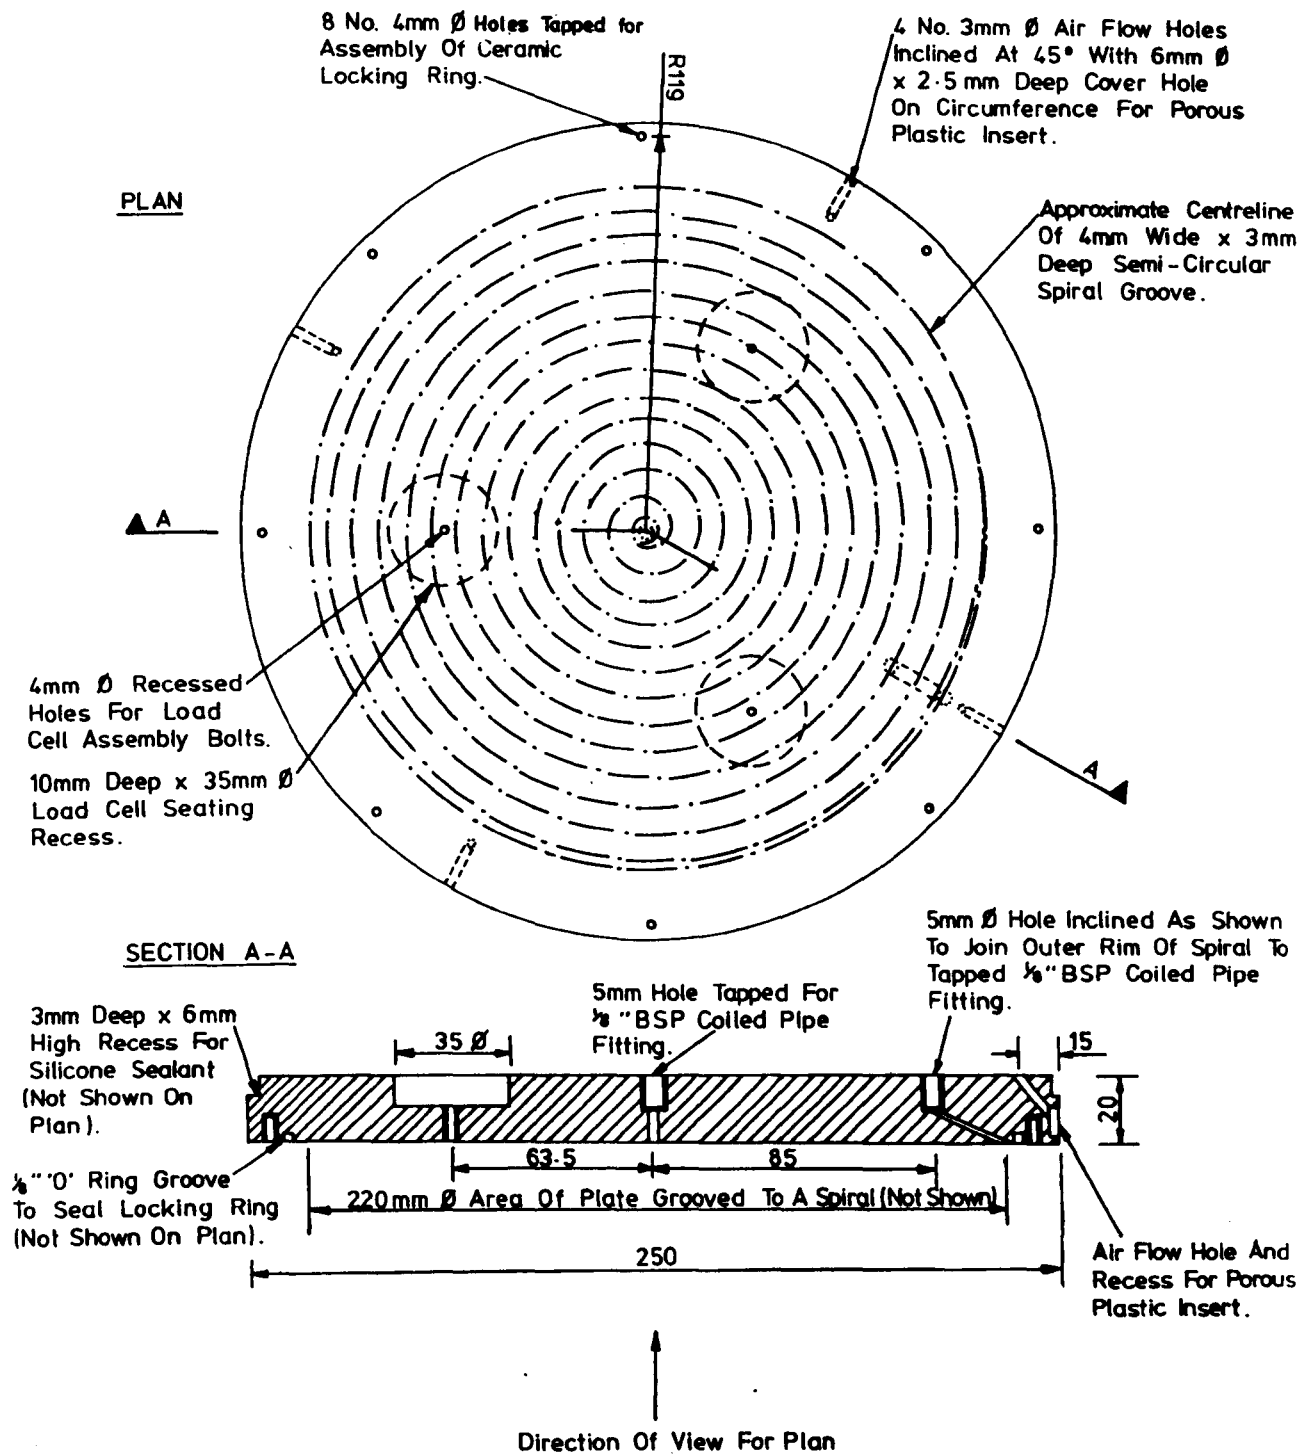 8 No. 4mm Ø Holes Tapped for
Assembly Of Ceramic
Locking Ring.
R119
4 No. 3mm Ø Air Flow Holes
Inclined At 45° With 6mm Ø
x 2·5mm Deep Cover Hole
On Circumference For Porous
Plastic Insert.
PLAN
Approximate Centreline
Of 4mm Wide x 3mm
Deep Semi-Circular
Spiral Groove.
A
4mm Ø Recessed
Holes For Load
Cell Assembly Bolts.
10mm Deep x 35mm Ø
Load Cell Seating
Recess.
A
SECTION A-A
5mm Ø Hole Inclined As Shown
To Join Outer Rim Of Spiral To
Tapped ⅛" BSP Coiled Pipe
Fitting.
3mm Deep x 6mm
High Recess For
Silicone Sealant
(Not Shown On
Plan).
5mm Hole Tapped For
⅛" BSP Coiled Pipe
Fitting.
35 Ø
15
20
63·5
85
⅛" 'O' Ring Groove
To Seal Locking Ring
(Not Shown On Plan).
220mm Ø Area Of Plate Grooved To A Spiral (Not Shown)
250
Air Flow Hole And
Recess For Porous
Plastic Insert.
Direction Of View For Plan